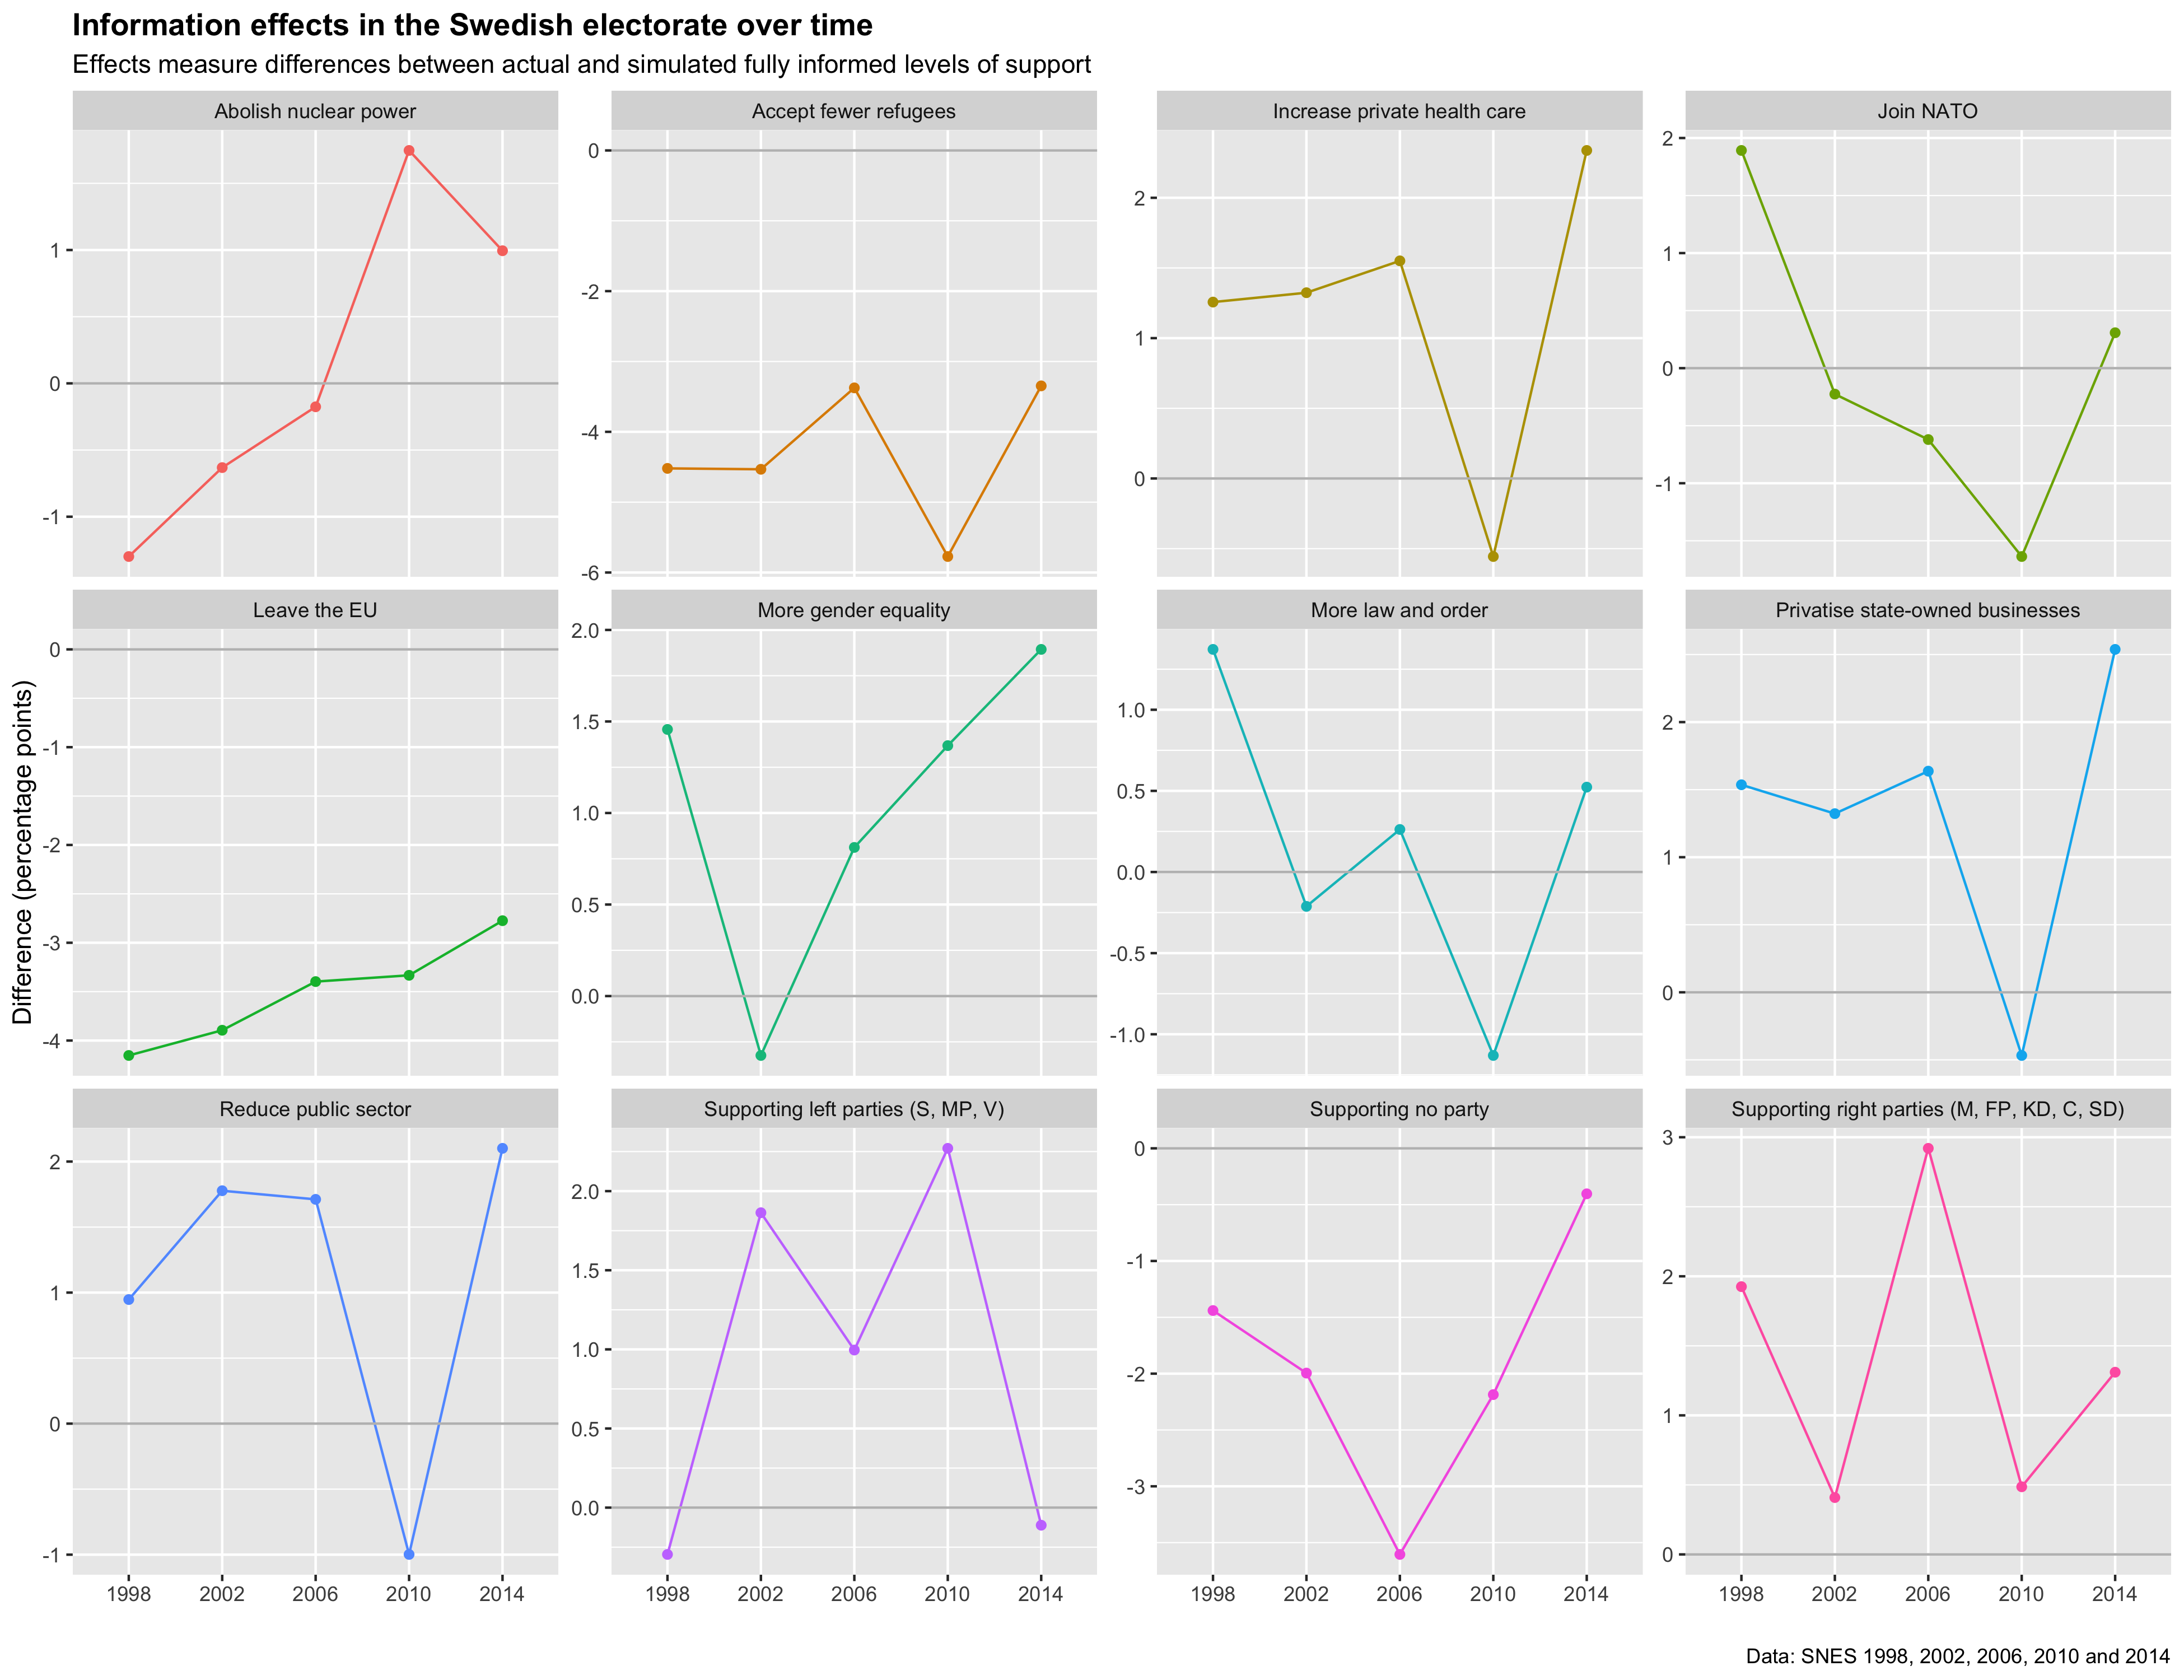 Information effects in the Swedish electorate over time
Effects measure differences between actual and simulated fully informed levels of support
Difference (percentage points)
Abolish nuclear power
1
0
-1
Accept fewer refugees
0
-2
-4
-6
Increase private health care
2
1
0
Join NATO
2
1
0
-1
Leave the EU
0
-1
-2
-3
-4
More gender equality
2.0
1.5
1.0
0.5
0.0
More law and order
1.0
0.5
0.0
-0.5
-1.0
Privatise state-owned businesses
2
1
0
Reduce public sector
2
1
0
-1
1998 2002 2006 2010 2014
Supporting left parties (S, MP, V)
2.0
1.5
1.0
0.5
0.0
1998 2002 2006 2010 2014
Supporting no party
0
-1
-2
-3
1998 2002 2006 2010 2014
Supporting right parties (M, FP, KD, C, SD)
3
2
1
0
1998 2002 2006 2010 2014
Data: SNES 1998, 2002, 2006, 2010 and 2014